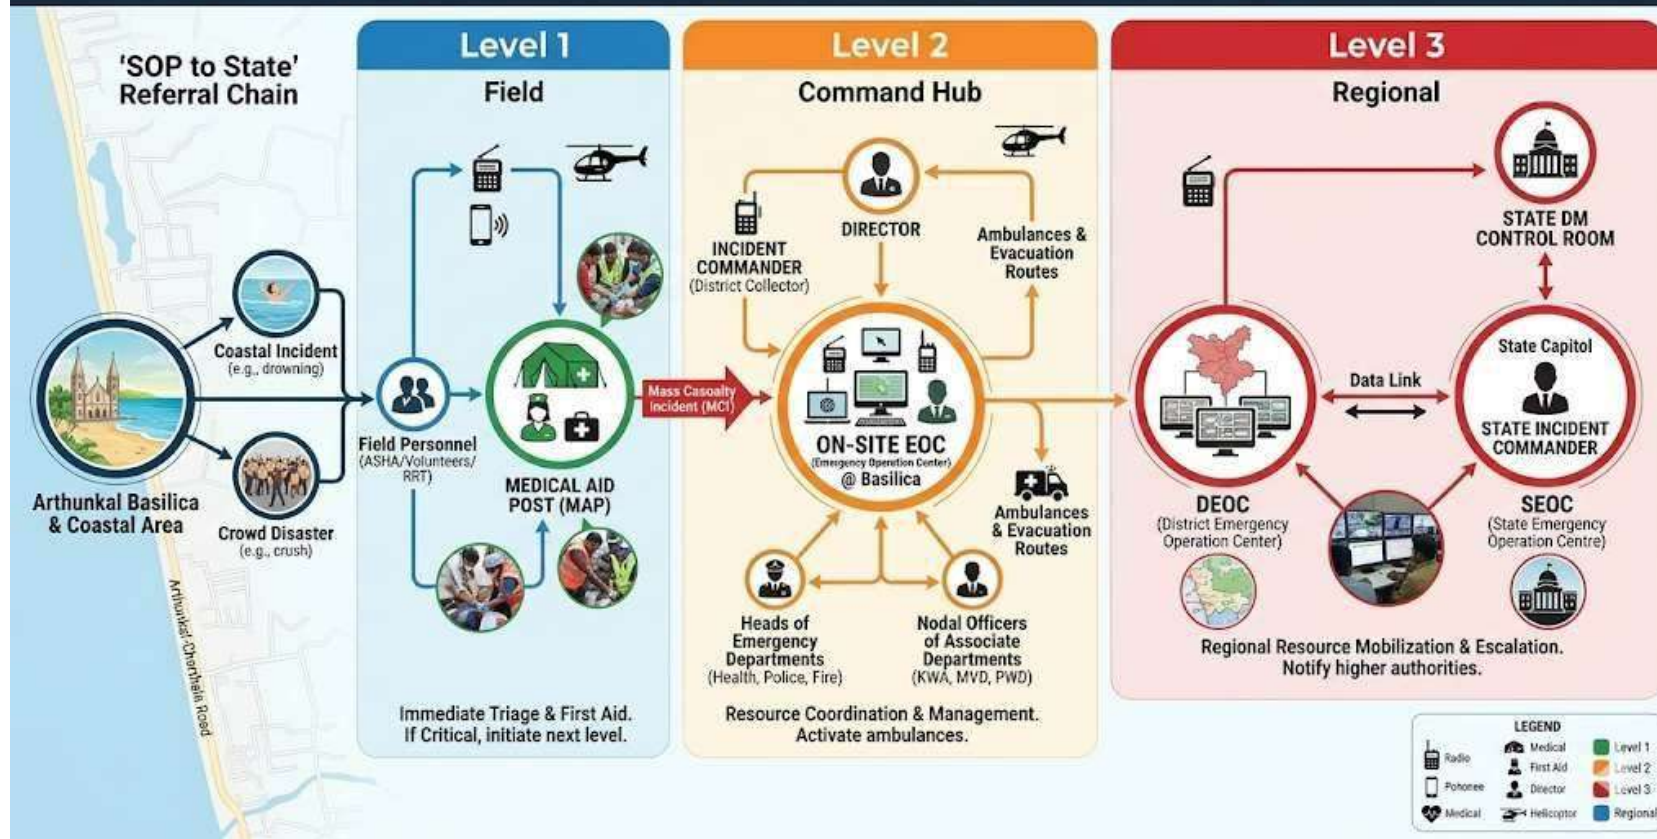 'SOP to State'
Referral Chain
Level 1
Field
Level 2
Command Hub
Level 3
Regional
Coastal Incident
(e.g., drowning)
Arthunkal Basilica
& Coastal Area
Crowd Disaster
(e.g., crush)
Field Personnel
(ASHA/Volunteers/
RRT)
MEDICAL AID
POST (MAP)
Immediate Triage & First Aid.
If Critical, initiate next level.
Mass Casoalty
Incident (MCI)
DIRECTOR
INCIDENT
COMMANDER
(District Collector)
Ambulances &
Evacuation
Routes
ON-SITE EOC
(Emergency Operation Center)
@ Basilica
Ambulances
& Evacuation
Routes
Heads of
Emergency
Departments
(Health, Police, Fire)
Nodal Officers
of Associate
Departments
(KWA, MVD, PWD)
Resource Coordination & Management.
Activate ambulances.
STATE DM
CONTROL ROOM
Data Link
State Capitol
STATE INCIDENT
COMMANDER
DEOC
(District Emergency
Operation Center)
SEOC
(State Emergency
Operation Centre)
Regional Resource Mobilization & Escalation.
Notify higher authorities.
LEGEND
Radio
Pohonee
Medical
Medical
First Aid
Director
Helicoptor
Level 1
Level 2
Level 3
Regional
Road